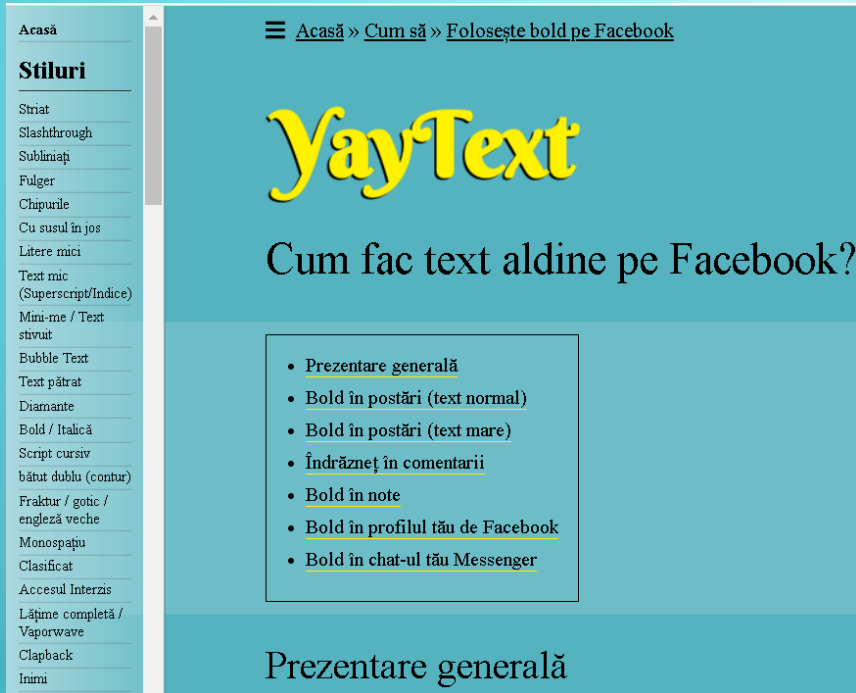 Acasă
Stiluri
Striat
Slashthrough
Subliniați
Fulger
Chipurile
Cu susul în jos
Litere mici
Text mic
(Superscript/Indice)
Mini-me / Text
stivuit
Bubble Text
Text pătrat
Diamante
Bold / Italică
Script cursiv
bătut dublu (contur)
Fraktur / gotic /
engleză veche
Monospațiu
Clasificat
Accesul Interzis
Lățime completă /
Vaporwave
Clapback
Inimi
☰ Acasă » Cum să » Folosește bold pe Facebook
YayText
Cum fac text aldine pe Facebook?
• Prezentare generală
• Bold în postări (text normal)
• Bold în postări (text mare)
• Îndrăzneț în comentarii
• Bold în note
• Bold în profilul tău de Facebook
• Bold în chat-ul tău Messenger
Prezentare generală